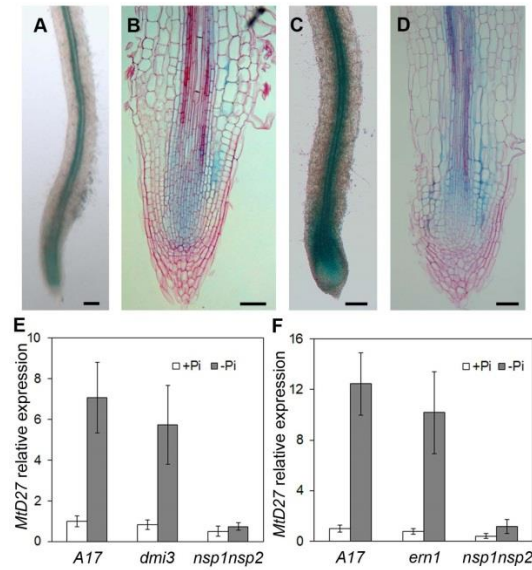 A B C D
E F
MtD27 relative expression
10
8
6
4
2
0
+Pi -Pi
A17 dmi3 nsp1nsp2
MtD27 relative expression
16
12
8
4
0
+Pi -Pi
A17 ern1 nsp1nsp2